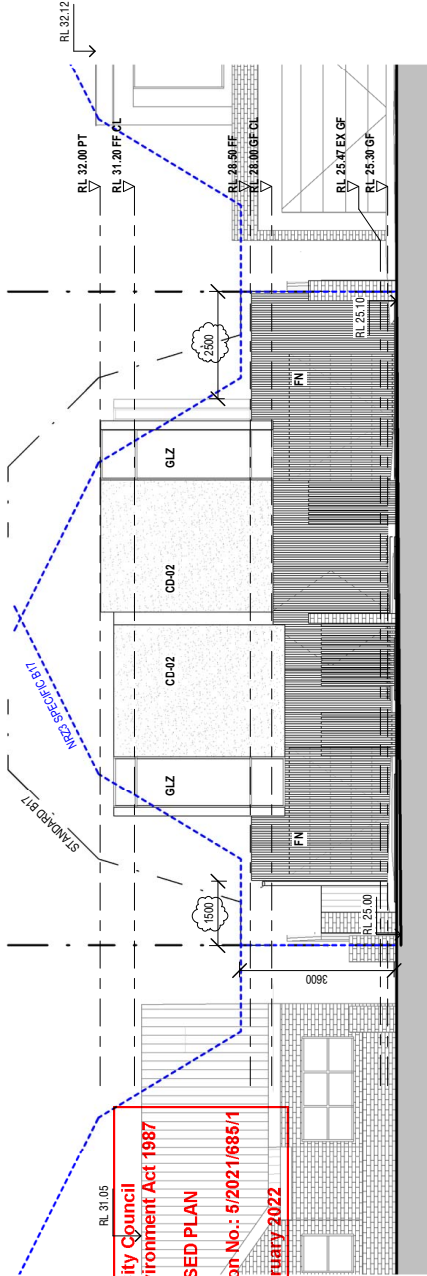 RL 32.12
RL 32.00 PT
RL 31.20 FF CL
RL 28.50 FF
RL 28.00 GF CL
RL 25.47 EX GF
RL 25.30 GF
2500
RL 25.10
FN
GLZ
CD-02
NRZ3 SPECIFIC B17
CD-02
STANDARD B17
GLZ
FN
1500
RL 25.00
3600
RL 31.05
ity Council
ironment Act 1987
SED PLAN
on No.: 5/2021/685/1
ruary 2022